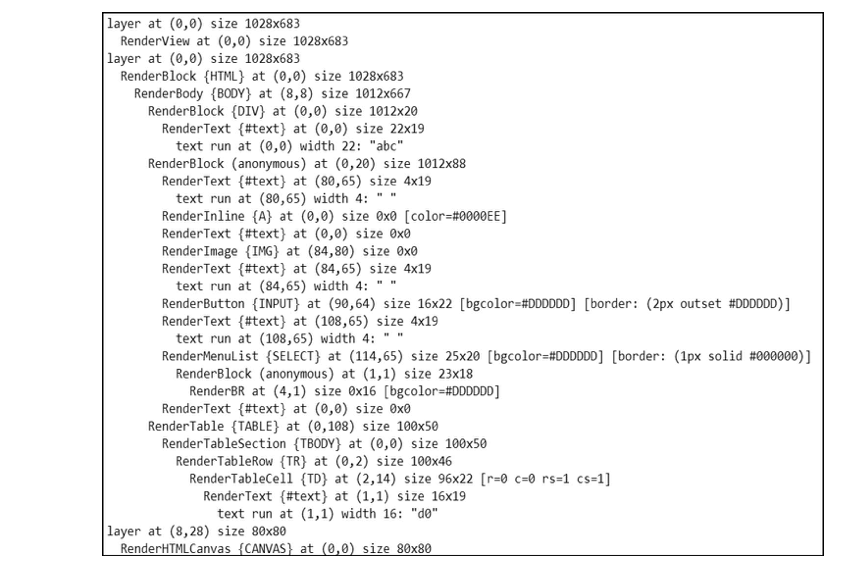 layer at (0,0) size 1028x683
RenderView at (0,0) size 1028x683
layer at (0,0) size 1028x683
RenderBlock {HTML} at (0,0) size 1028x683
RenderBody {BODY} at (8,8) size 1012x667
RenderBlock {DIV} at (0,0) size 1012x20
RenderText {#text} at (0,0) size 22x19
text run at (0,0) width 22: "abc"
RenderBlock (anonymous) at (0,20) size 1012x88
RenderText {#text} at (80,65) size 4x19
text run at (80,65) width 4: " "
RenderInline {A} at (0,0) size 0x0 [color=#0000EE]
RenderText {#text} at (0,0) size 0x0
RenderImage {IMG} at (84,80) size 0x0
RenderText {#text} at (84,65) size 4x19
text run at (84,65) width 4: " "
RenderButton {INPUT} at (90,64) size 16x22 [bgcolor=#DDDDDD] [border: (2px outset #DDDDDD)]
RenderText {#text} at (108,65) size 4x19
text run at (108,65) width 4: " "
RenderMenuList {SELECT} at (114,65) size 25x20 [bgcolor=#DDDDDD] [border: (1px solid #000000)]
RenderBlock (anonymous) at (1,1) size 23x18
RenderBR at (4,1) size 0x16 [bgcolor=#DDDDDD]
RenderText {#text} at (0,0) size 0x0
RenderTable {TABLE} at (0,108) size 100x50
RenderTableSection {TBODY} at (0,0) size 100x50
RenderTableRow {TR} at (0,2) size 100x46
RenderTableCell {TD} at (2,14) size 96x22 [r=0 c=0 rs=1 cs=1]
RenderText {#text} at (1,1) size 16x19
text run at (1,1) width 16: "d0"
layer at (8,28) size 80x80
RenderHTMLCanvas {CANVAS} at (0,0) size 80x80